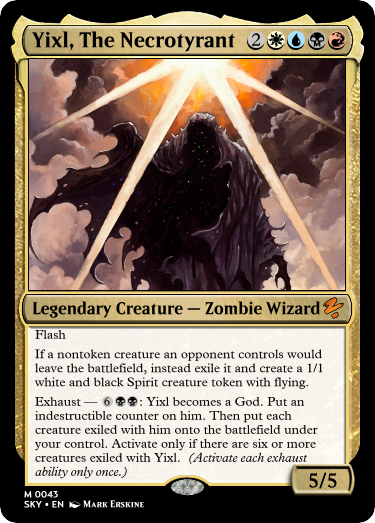 Yixl, The Necrotyrant 2
Legendary Creature — Zombie Wizard
Flash
If a nontoken creature an opponent controls would
leave the battlefield, instead exile it and create a 1/1
white and black Spirit creature token with flying.
Exhaust — 6: Yixl becomes a God. Put an
indestructible counter on him. Then put each
creature exiled with him onto the battlefield under
your control. Activate only if there are six or more
creatures exiled with Yixl. (Activate each exhaust
ability only once.)
5/5
M 0043
SKY • EN Mark Erskine